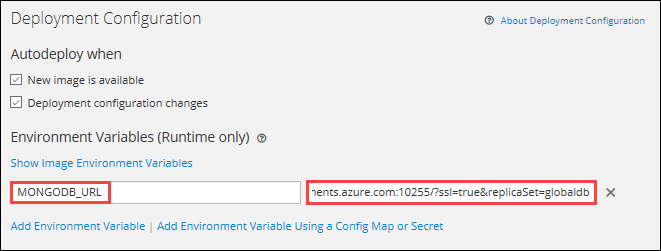 Deployment Configuration
About Deployment Configuration
Autodeploy when
New image is available
Deployment configuration changes
Environment Variables (Runtime only)
Show Image Environment Variables
MONGODB_URL
nents.azure.com:10255/?ssl=true&replicaSet=globaldb
Add Environment Variable | Add Environment Variable Using a Config Map or Secret